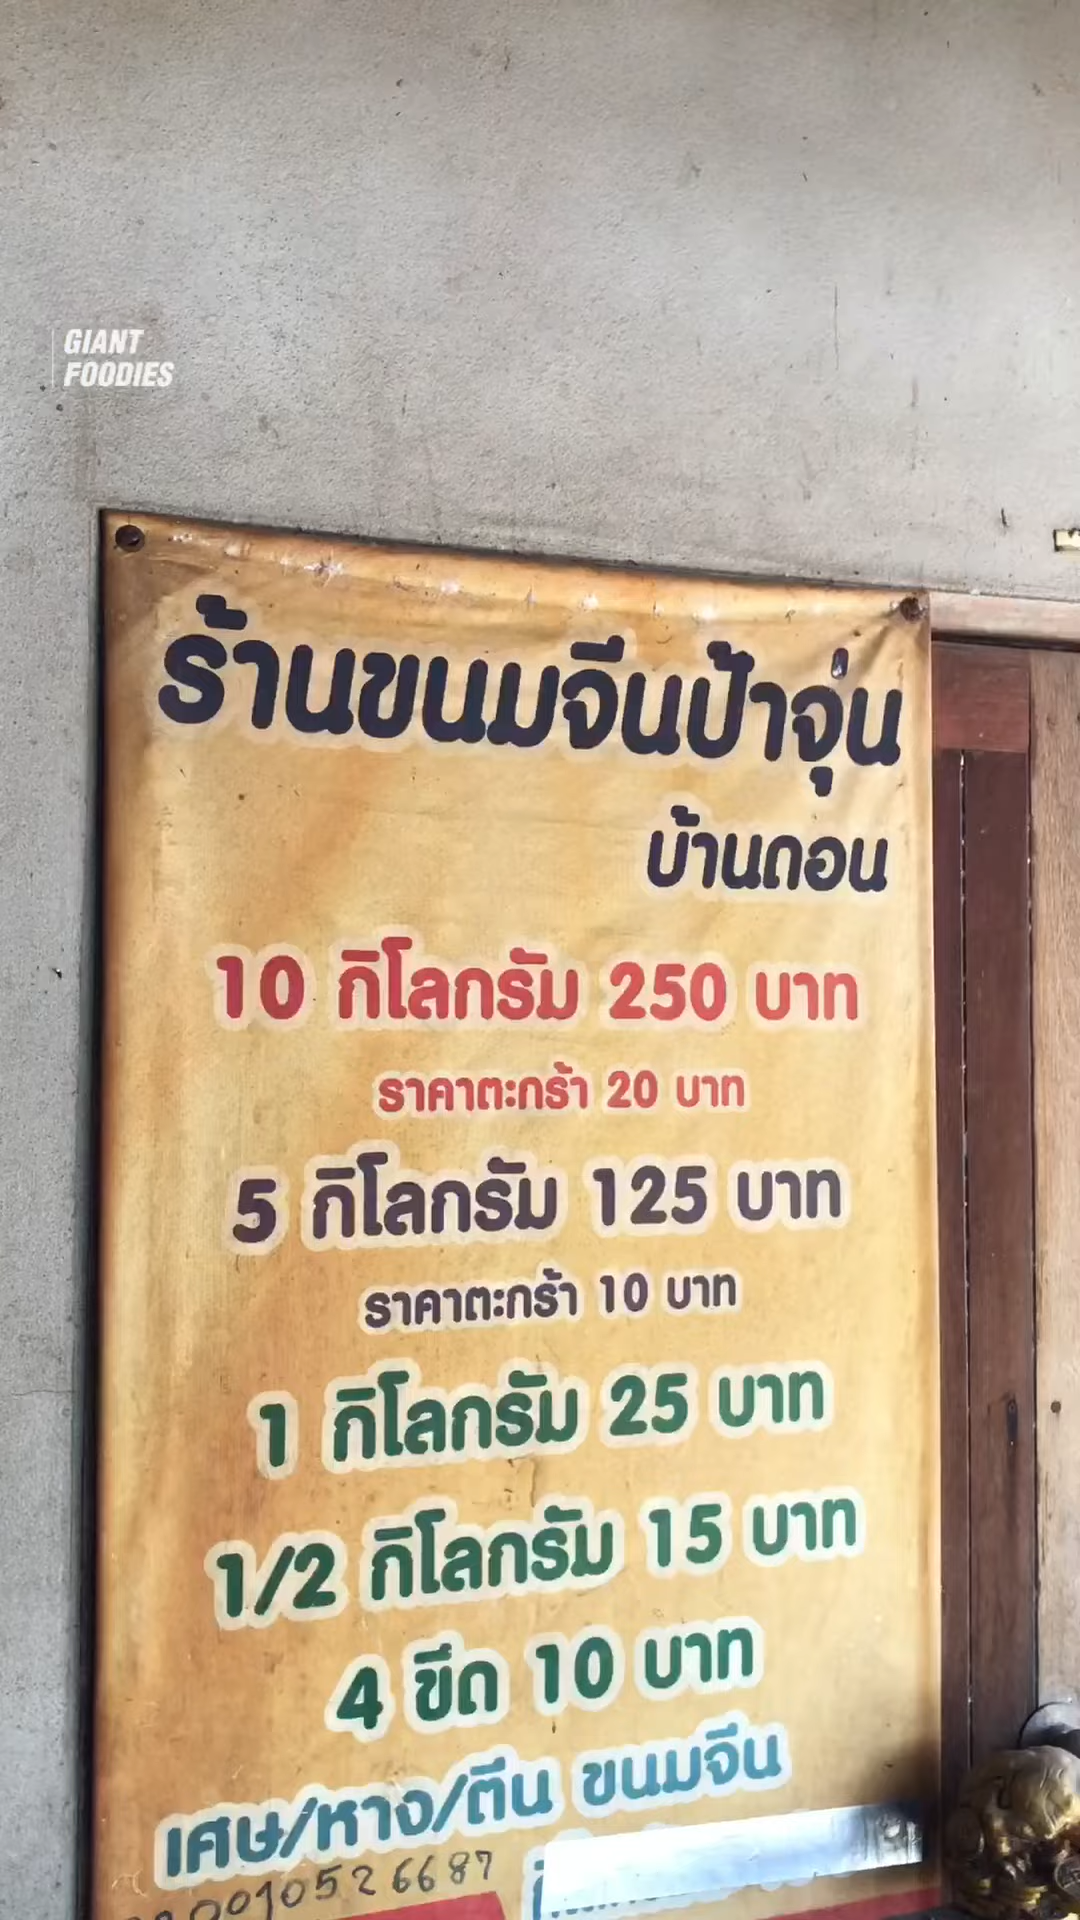 GIANT
FOODIES
ร้านขนมจีนป้าจุ่น
บ้านดอน
10 กิโลกรัม 250 บาท
ราคาตะกร้า 20 บาท
5 กิโลกรัม 125 บาท
ราคาตะกร้า 10 บาท
1 กิโลกรัม 25 บาท
1/2 กิโลกรัม 15 บาท
4 ขีด 10 บาท
เศษ/หาง/ตีน ขนมจีน